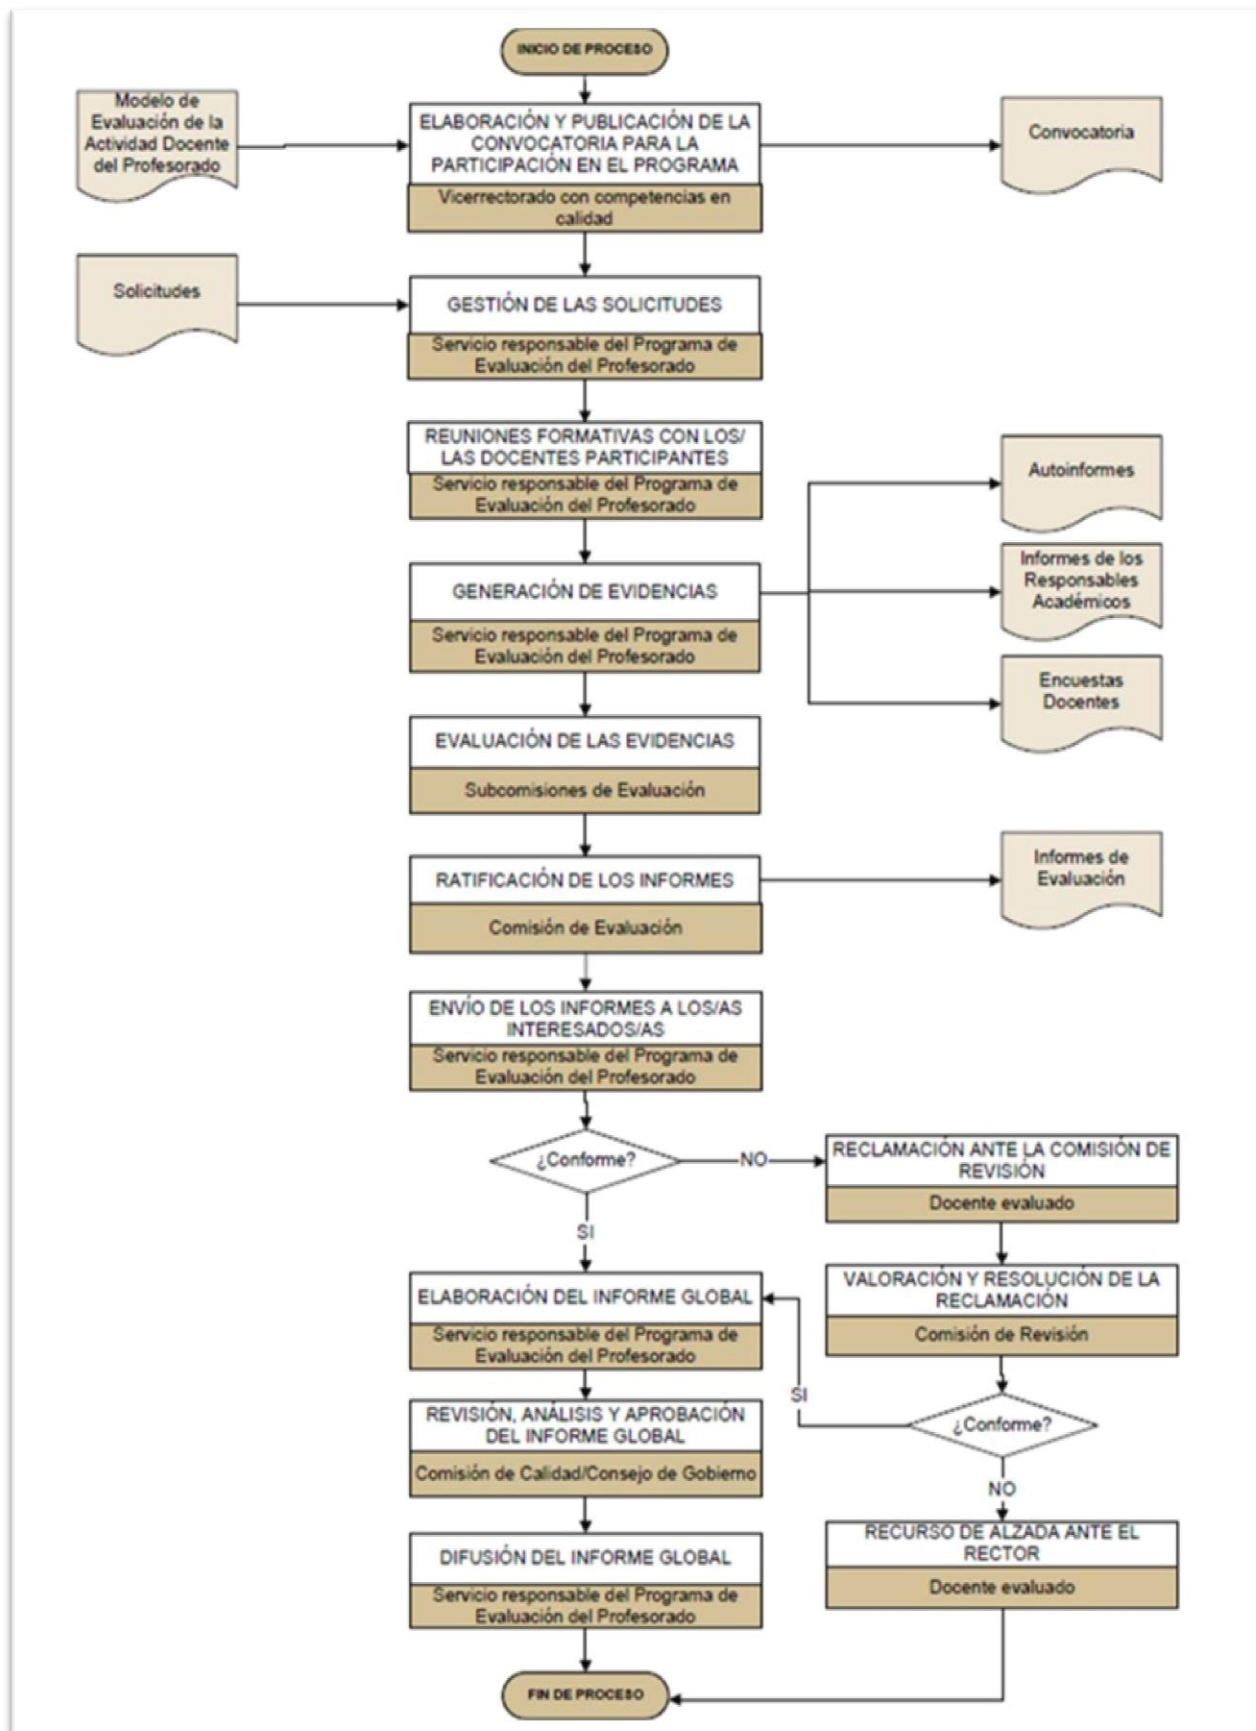 INICIO DE PROCESO
Modelo de
Evaluación de la
Actividad Docente
del Profesorado
ELABORACIÓN Y PUBLICACIÓN DE LA
CONVOCATORIA PARA LA
PARTICIPACIÓN EN EL PROGRAMA
Vicerrectorado con competencias en
calidad
Convocatoria
Solicitudes
GESTIÓN DE LAS SOLICITUDES
Servicio responsable del Programa de
Evaluación del Profesorado
REUNIONES FORMATIVAS CON LOS/
LAS DOCENTES PARTICIPANTES
Servicio responsable del Programa de
Evaluación del Profesorado
GENERACIÓN DE EVIDENCIAS
Servicio responsable del Programa de
Evaluación del Profesorado
Autoinformes
Informes de los
Responsables
Académicos
Encuestas
Docentes
EVALUACIÓN DE LAS EVIDENCIAS
Subcomisiones de Evaluación
RATIFICACIÓN DE LOS INFORMES
Comisión de Evaluación
Informes de
Evaluación
ENVÍO DE LOS INFORMES A LOS/AS
INTERESADOS/AS
Servicio responsable del Programa de
Evaluación del Profesorado
¿Conforme?
NO
RECLAMACIÓN ANTE LA COMISIÓN DE
REVISIÓN
Docente evaluado
SI
VALORACIÓN Y RESOLUCIÓN DE LA
RECLAMACIÓN
Comisión de Revisión
ELABORACIÓN DEL INFORME GLOBAL
Servicio responsable del Programa de
Evaluación del Profesorado
SI
¿Conforme?
NO
REVISIÓN, ANÁLISIS Y APROBACIÓN
DEL INFORME GLOBAL
Comisión de Calidad/Consejo de Gobierno
RECURSO DE ALZADA ANTE EL
RECTOR
Docente evaluado
DIFUSIÓN DEL INFORME GLOBAL
Servicio responsable del Programa de
Evaluación del Profesorado
FIN DE PROCESO